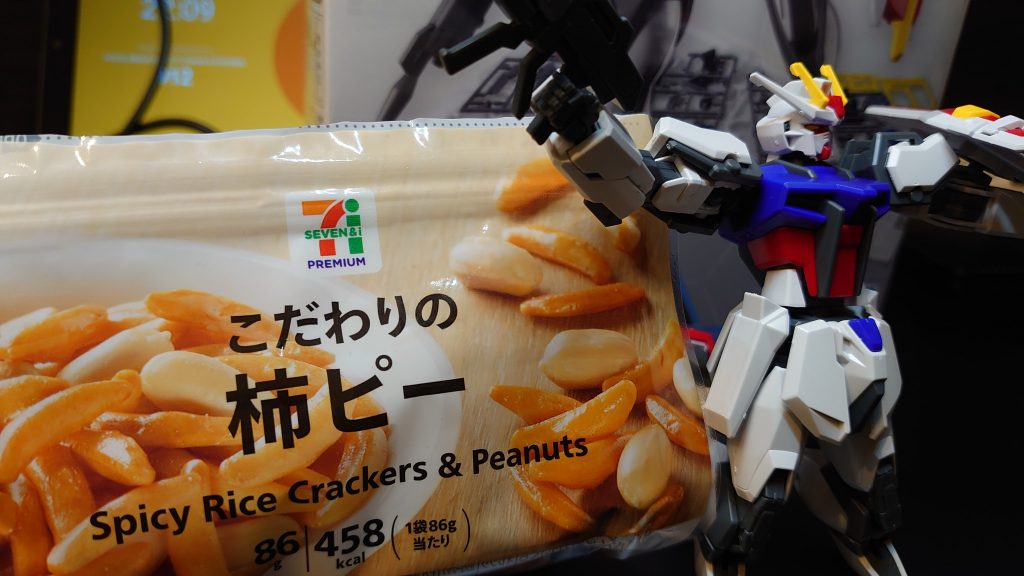 SEVEN&i
PREMIUM
こだわりの
柿ピー
Spicy Rice Crackers & Peanuts
86g 458kcal (1袋86g当たり)